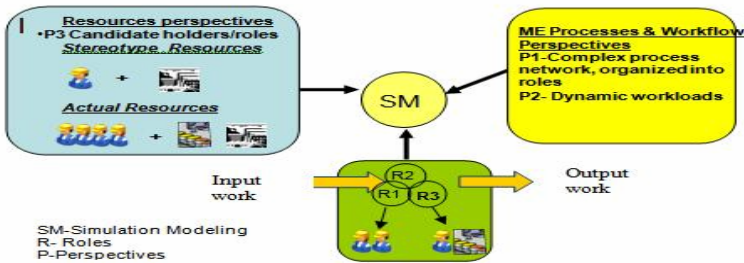 Resources perspectives
•P3 Candidate holders/roles
Stereotype Resources
+
Actual Resources
+
SM
ME Processes & Workflow
Perspectives
P1-Complex process
network, organized into
roles
P2- Dynamic workloads
Input
work
R2
R1
R3
Output
work
SM-Simulation Modeling
R- Roles
P-Perspectives